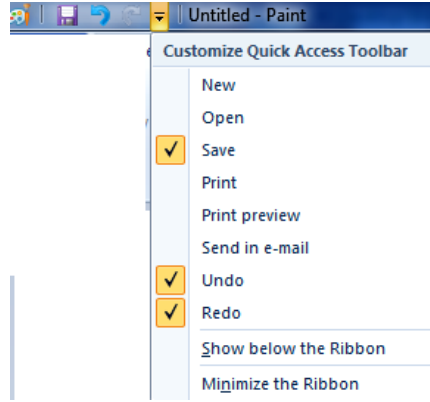 Untitled - Paint
Customize Quick Access Toolbar
New
Open
Save
Print
Print preview
Send in e-mail
Undo
Redo
Show below the Ribbon
Minimize the Ribbon